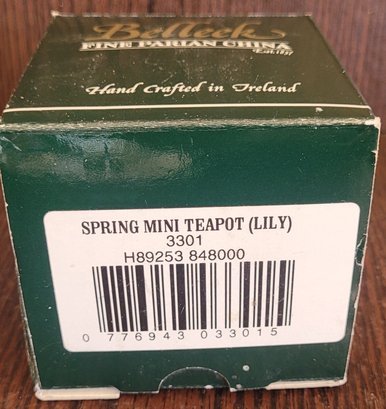 Belleek
FINE PARIAN CHINA
Est. 1857
Hand Crafted in Ireland
SPRING MINI TEAPOT (LILY)
3301
H89253 848000
0 776943 033015